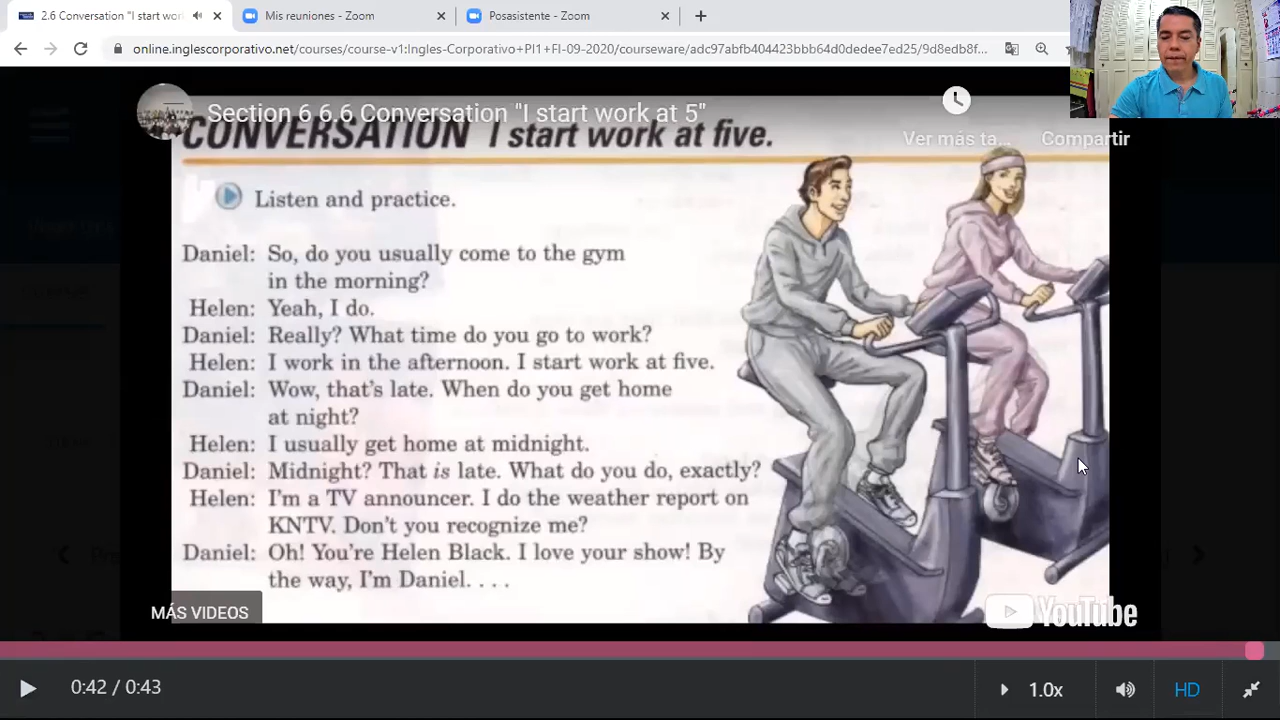 2.6 Conversation "I start wor
Mis reuniones - Zoom
Posasistente - Zoom
online.inglescorporativo.net/courses/course-v1:Ingles-Corporativo+PI1+FI-09-2020/courseware/adc97abfb404423bbb64d0dedee7ed25/9d8edb8f...
Section 6 6.6 Conversation "I start work at 5"
Ver más ta...
Compartir
CONVERSATION I start work at five.
Listen and practice.
Daniel: So, do you usually come to the gym
in the morning?
Helen: Yeah, I do.
Daniel: Really? What time do you go to work?
Helen: I work in the afternoon. I start work at five.
Daniel: Wow, that's late. When do you get home
at night?
Helen: I usually get home at midnight.
Daniel: Midnight? That is late. What do you do, exactly?
Helen: I'm a TV announcer. I do the weather report on
KNTV. Don't you recognize me?
Daniel: Oh! You're Helen Black. I love your show! By
the way, I'm Daniel. . . .
MÁS VIDEOS
YouTube
0:42 / 0:43
1.0x
HD